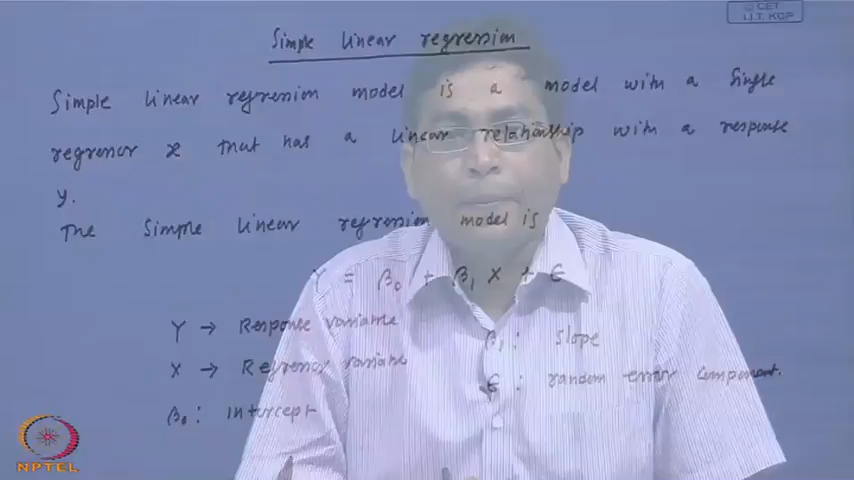 © CET
I.I.T. KGP
Simple linear regression
Simple linear regression model is a model with a single
regressor x that has a linear relationship with a response
y.
The simple linear regression model is
Y = β₀ + β₁ X + ϵ
Y → Response variable
X → Regressor variable
β₀ : intercept
β₁ : slope
ϵ : random error component.
NPTEL